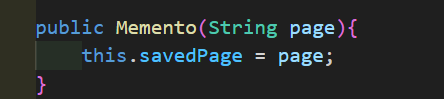 public Memento(String page){
    this.savedPage = page;
}